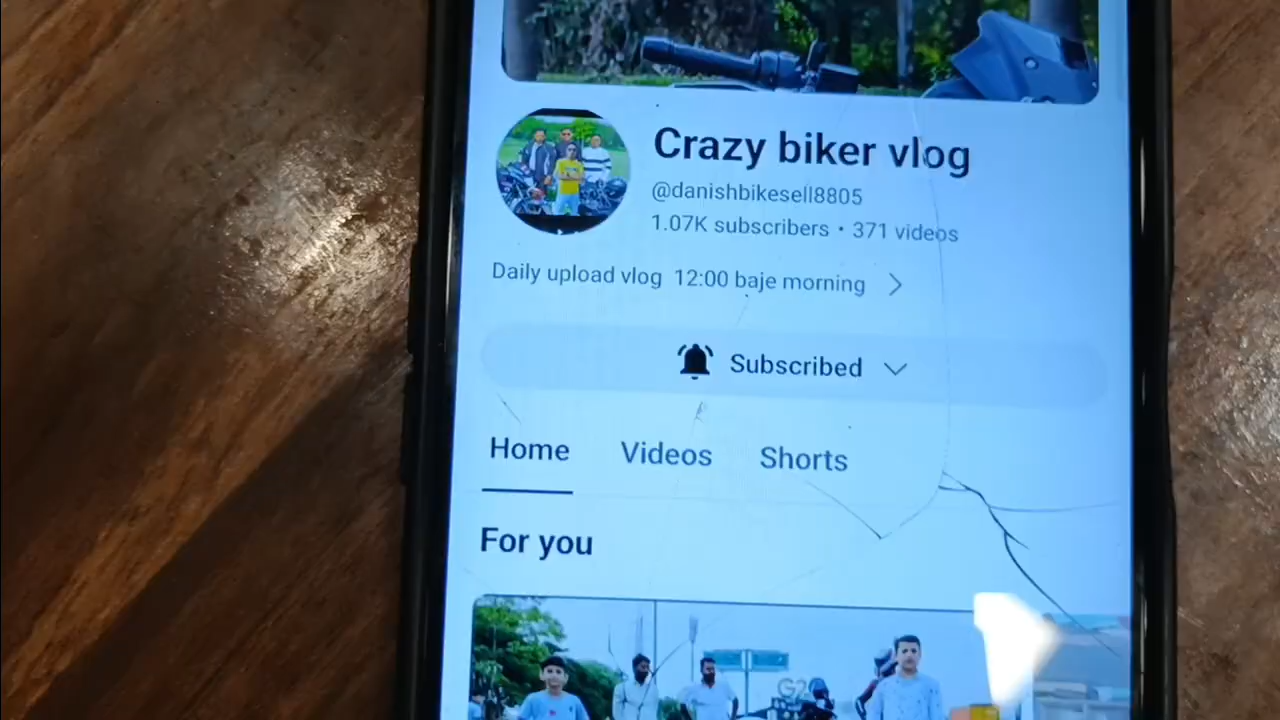 Crazy biker vlog
@danishbikesell8805
1.07K subscribers • 371 videos
Daily upload vlog 12:00 baje morning
Subscribed
Home Videos Shorts
For you
G2